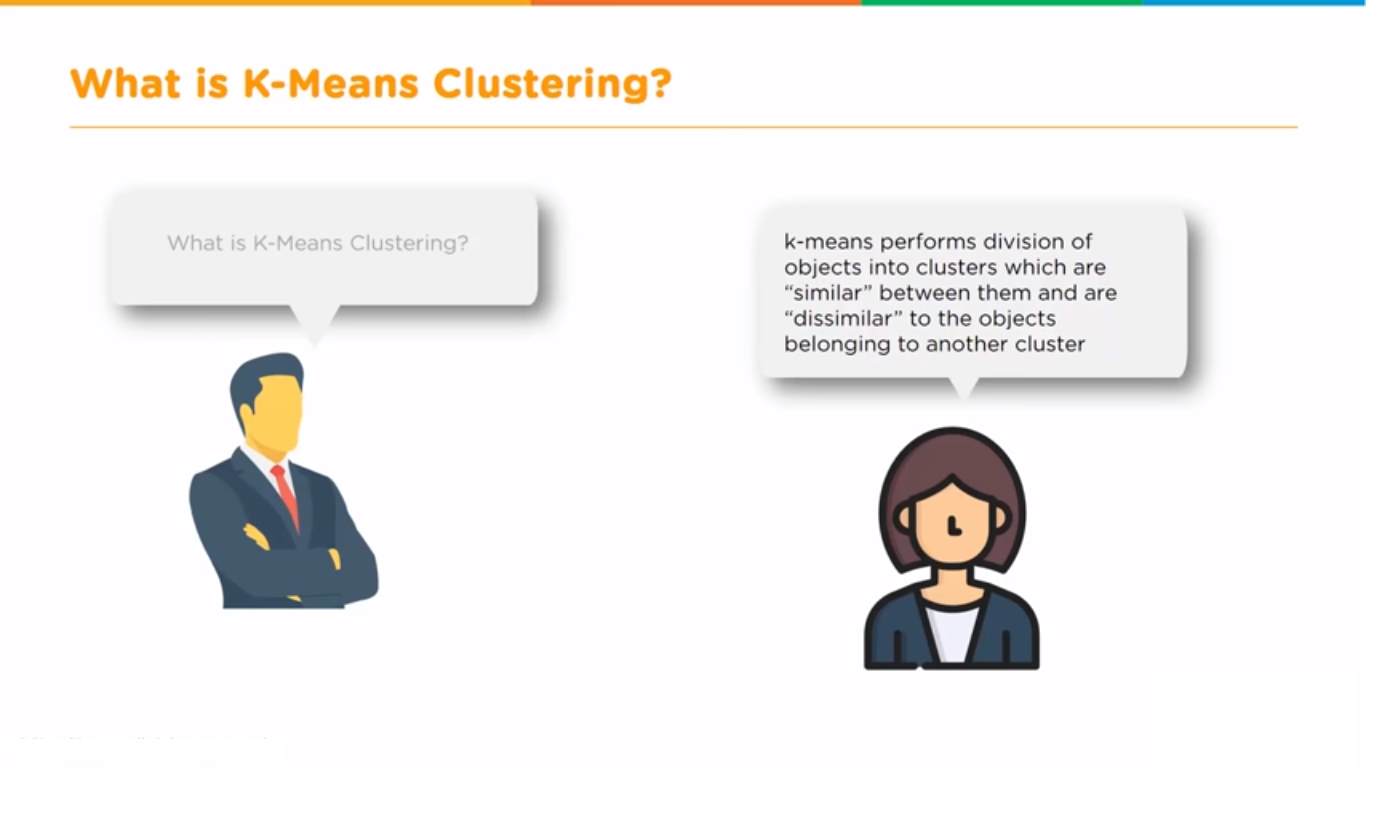 What is K-Means Clustering?
What is K-Means Clustering?
k-means performs division of
objects into clusters which are
“similar” between them and are
“dissimilar” to the objects
belonging to another cluster